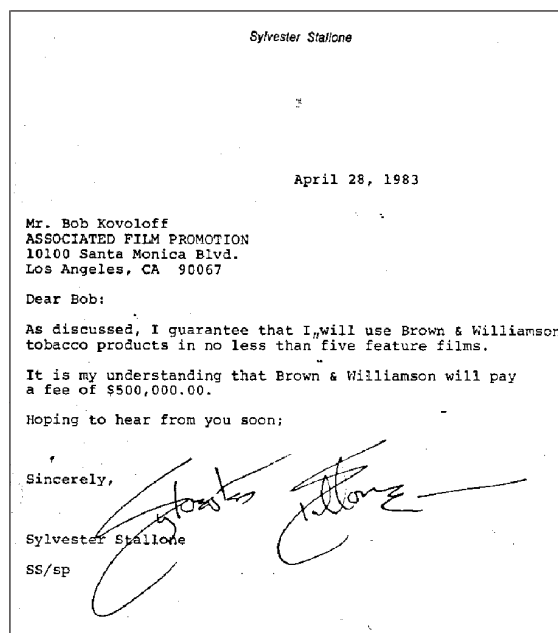 Sylvester Stallone
April 28, 1983
Mr. Bob Kovoloff
ASSOCIATED FILM PROMOTION
10100 Santa Monica Blvd.
Los Angeles, CA 90067
Dear Bob:
As discussed, I guarantee that I will use Brown & Williamson
tobacco products in no less than five feature films.
It is my understanding that Brown & Williamson will pay
a fee of $500,000.00.
Hoping to hear from you soon;
Sincerely,
Sylvester Stallone
Sylvester Stallone
SS/sp